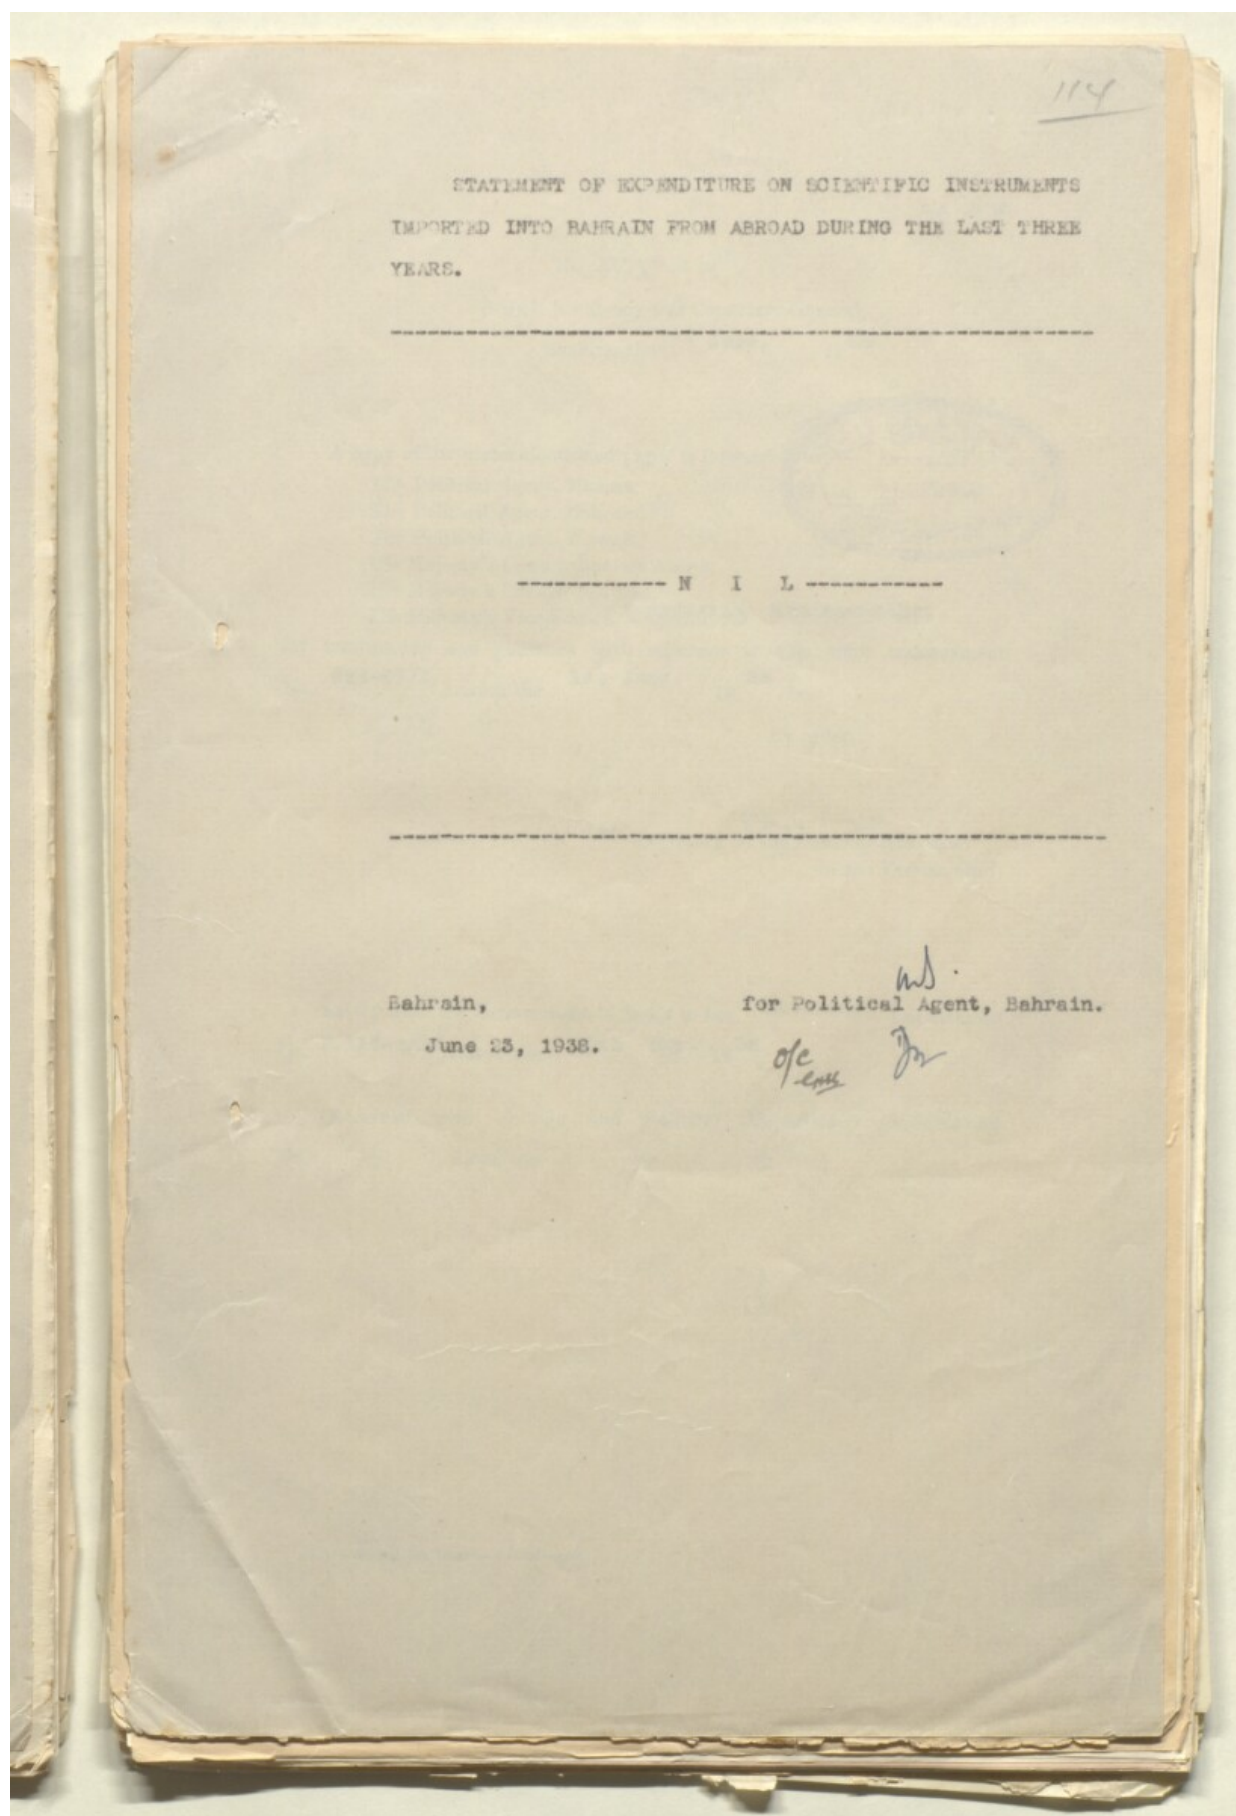 114
STATEMENT OF EXPENDITURE ON SCIENTIFIC INSTRUMENTS
IMPORTED INTO BAHRAIN FROM ABROAD DURING THE LAST THREE
YEARS.
------------ N I L -----------
Bahrain, for Political Agent, Bahrain.
June 23, 1938.
o/c